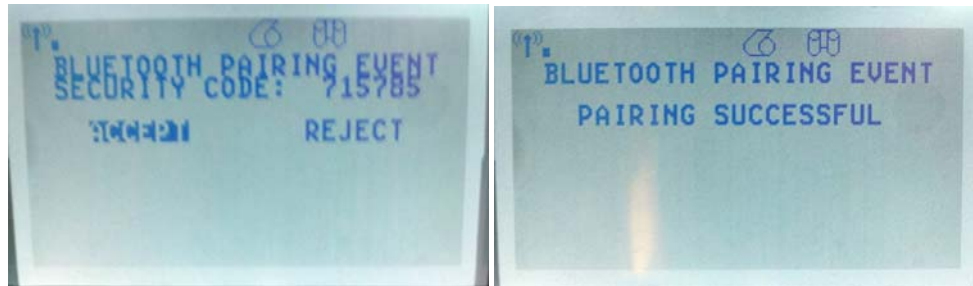 BLUETOOTH PAIRING EVENT
SECURITY CODE: 715785
ACCEPT REJECT
BLUETOOTH PAIRING EVENT
PAIRING SUCCESSFUL